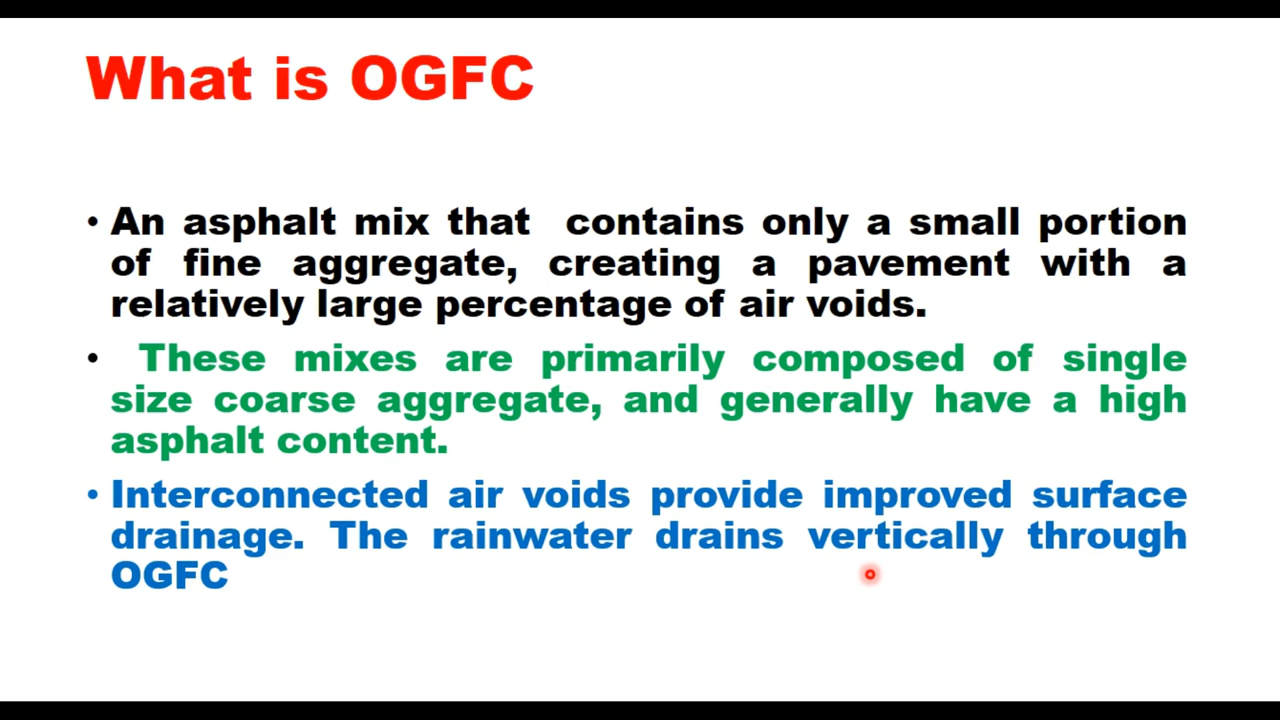 What is OGFC
• An asphalt mix that contains only a small portion
of fine aggregate, creating a pavement with a
relatively large percentage of air voids.
• These mixes are primarily composed of single
size coarse aggregate, and generally have a high
asphalt content.
• Interconnected air voids provide improved surface
drainage. The rainwater drains vertically through
OGFC